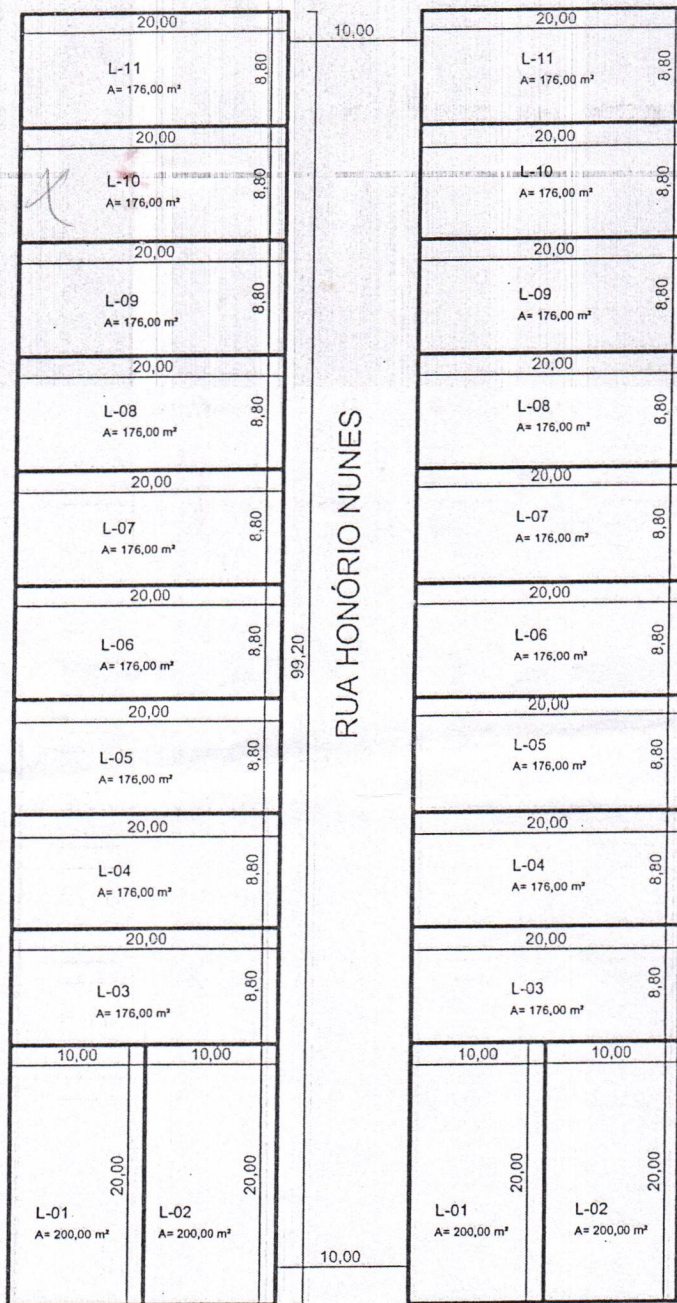 20,00
L-11
A= 176,00 m²
8,80
20,00
L-10
A= 176,00 m²
8,80
20,00
L-09
A= 176,00 m²
8,80
20,00
L-08
A= 176,00 m²
8,80
20,00
L-07
A= 176,00 m²
8,80
20,00
L-06
A= 176,00 m²
8,80
20,00
L-05
A= 176,00 m²
8,80
20,00
L-04
A= 176,00 m²
8,80
20,00
L-03
A= 176,00 m²
8,80
10,00
10,00
20,00
L-01
A= 200,00 m²
20,00
L-02
A= 200,00 m²
10,00
99,20
RUA HONÓRIO NUNES
10,00
20,00
L-11
A= 176,00 m²
8,80
20,00
L-10
A= 176,00 m²
8,80
20,00
L-09
A= 176,00 m²
8,80
20,00
L-08
A= 176,00 m²
8,80
20,00
L-07
A= 176,00 m²
8,80
20,00
L-06
A= 176,00 m²
8,80
20,00
L-05
A= 176,00 m²
8,80
20,00
L-04
A= 176,00 m²
8,80
20,00
L-03
A= 176,00 m²
8,80
10,00
10,00
20,00
L-01
A= 200,00 m²
20,00
L-02
A= 200,00 m²